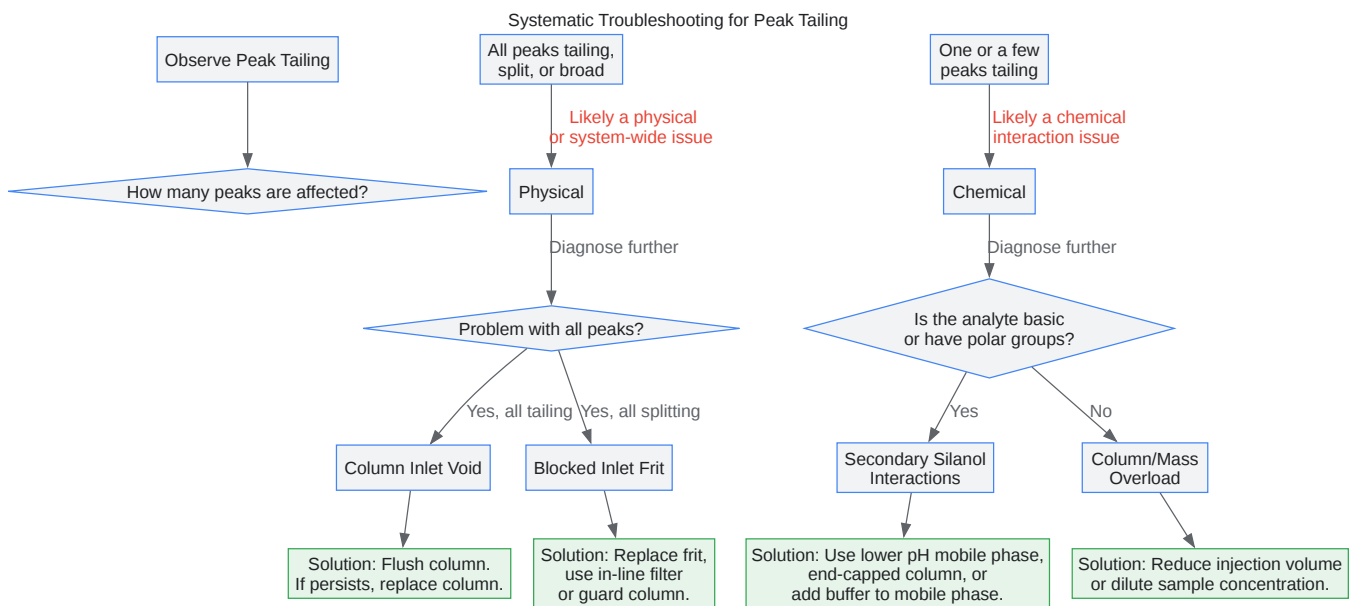 Systematic Troubleshooting for Peak Tailing
Observe Peak Tailing
All peaks tailing,
split, or broad
One or a few
peaks tailing
Likely a physical
or system-wide issue
Likely a chemical
interaction issue
How many peaks are affected?
Physical
Chemical
Diagnose further
Diagnose further
Problem with all peaks?
Is the analyte basic
or have polar groups?
Yes, all tailing
Yes, all splitting
Yes
No
Column Inlet Void
Blocked Inlet Frit
Secondary Silanol
Interactions
Column/Mass
Overload
Solution: Flush column.
If persists, replace column.
Solution: Replace frit,
use in-line filter
or guard column.
Solution: Use lower pH mobile phase,
end-capped column, or
add buffer to mobile phase.
Solution: Reduce injection volume
or dilute sample concentration.